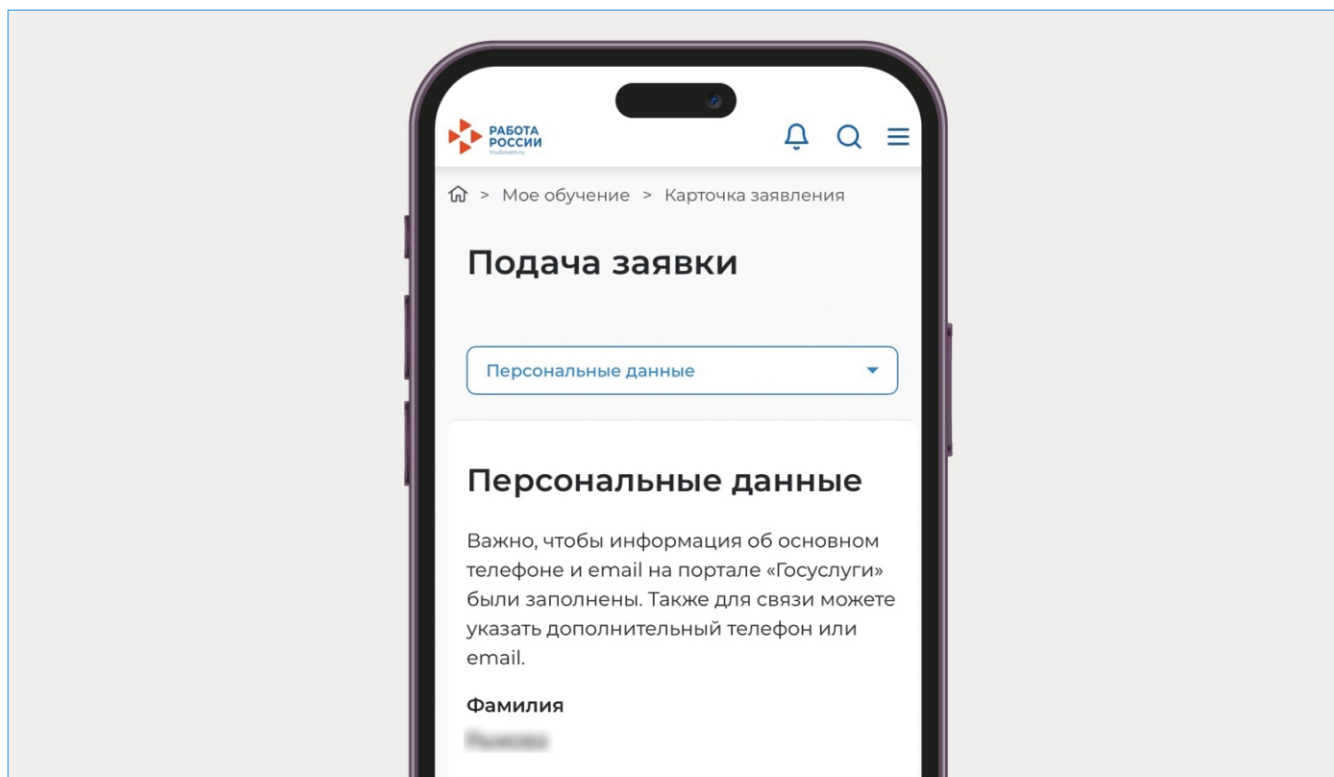 РАБОТА
РОССИИ
> Мое обучение > Карточка заявления
Подача заявки
Персональные данные
Персональные данные
Важно, чтобы информация об основном
телефоне и email на портале «Госуслуги»
были заполнены. Также для связи можете
указать дополнительный телефон или
email.
Фамилия